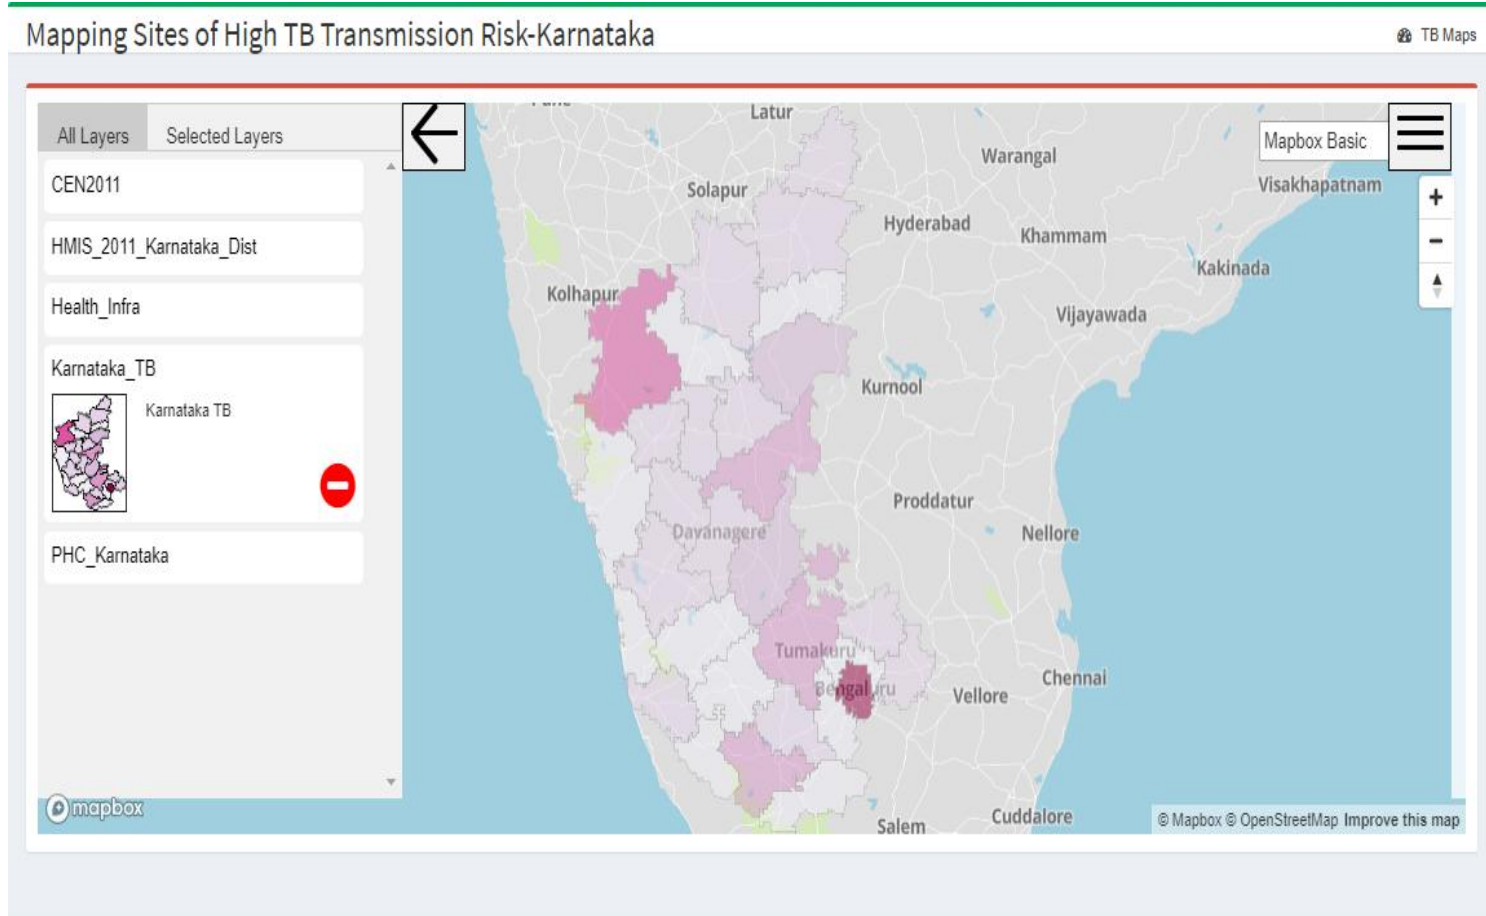 Mapping Sites of High TB Transmission Risk-Karnataka
TB Maps
All Layers
Selected Layers
CEN2011
HMIS_2011_Karnataka_Dist
Health_Infra
Karnataka_TB
Karnataka TB
PHC_Karnataka
Mapbox Basic
Latur
Warangal
Visakhapatnam
Solapur
Hyderabad
Khammam
Kakinada
Kolhapur
Vijayawada
Kurnool
Proddatur
Davanagere
Nellore
Tumakuru
Bengaluru
Chennai
Vellore
Salem
Cuddalore
mapbox
© Mapbox © OpenStreetMap Improve this map